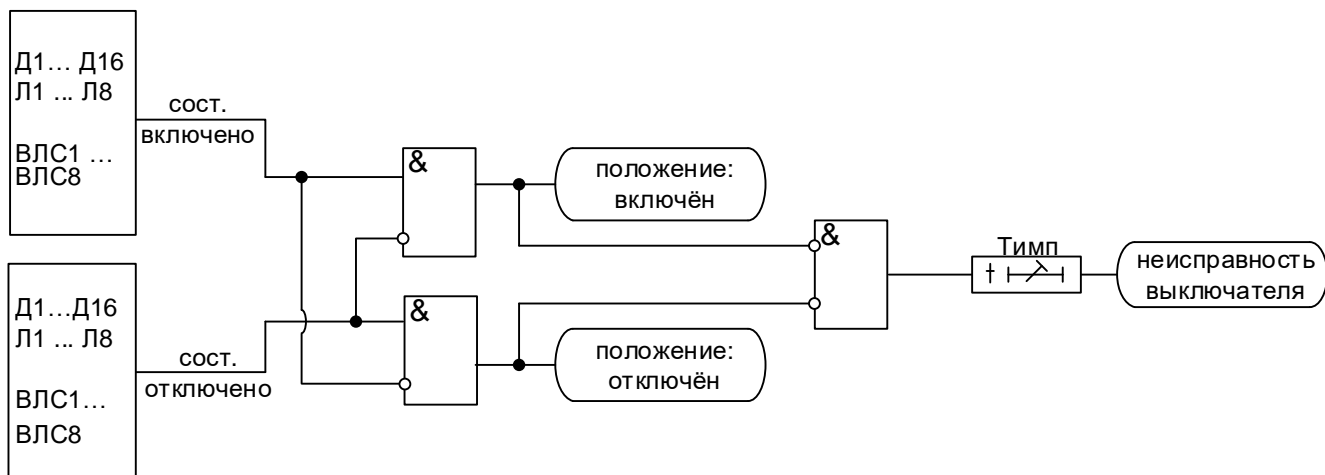 Д1... Д16
Л1 ... Л8
ВЛС1 ...
ВЛС8
сост.
включено
&
положение:
включён
&
Тимп
t
неисправность
выключателя
Д1...Д16
Л1 ... Л8
ВЛС1...
ВЛС8
сост.
отключено
&
положение:
отключён